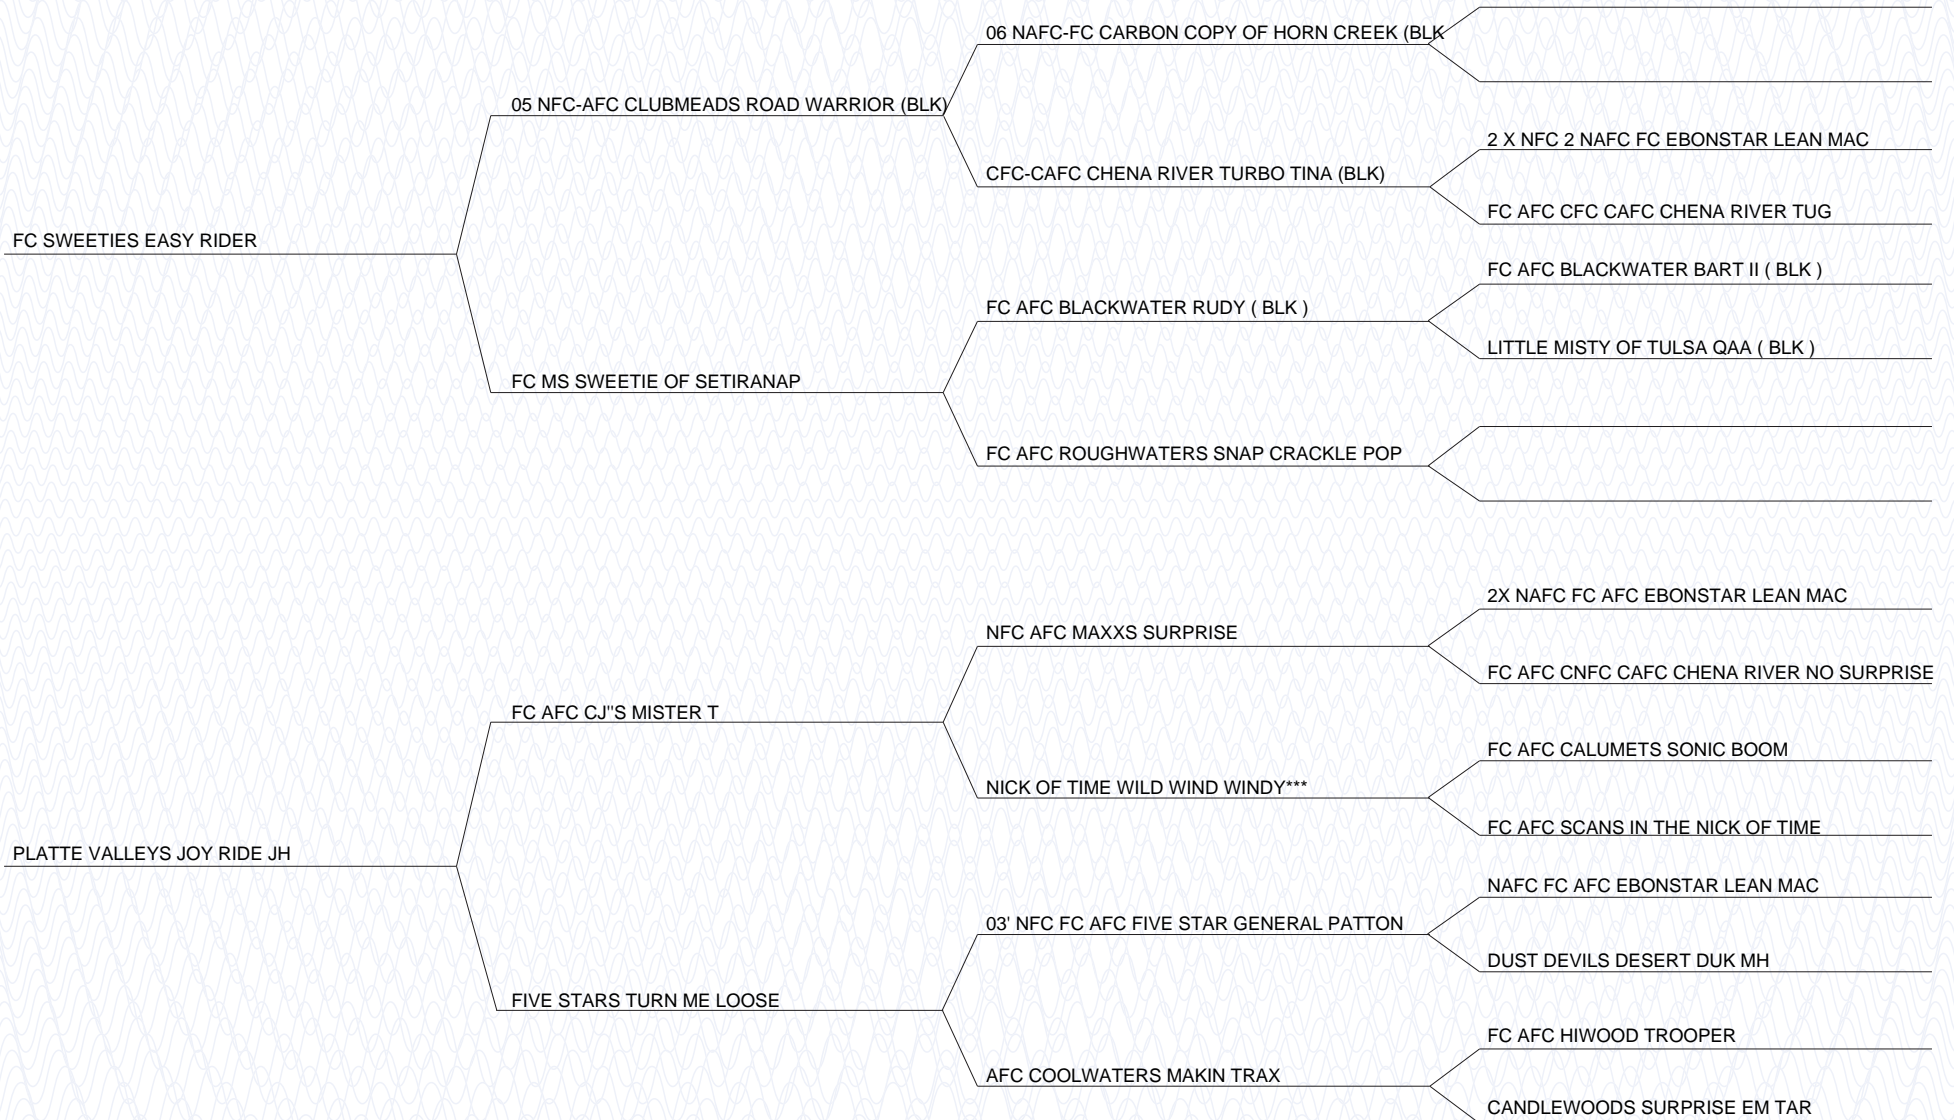 06 NAFC-FC CARBON COPY OF HORN CREEK (BLK
05 NFC-AFC CLUBMEADS ROAD WARRIOR (BLK)
2 X NFC 2 NAFC FC EBONSTAR LEAN MAC
CFC-CAFC CHENA RIVER TURBO TINA (BLK)
FC AFC CFC CAFC CHENA RIVER TUG
FC SWEETIES EASY RIDER
FC AFC BLACKWATER BART II ( BLK )
FC AFC BLACKWATER RUDY ( BLK )
LITTLE MISTY OF TULSA QAA ( BLK )
FC MS SWEETIE OF SETIRANAP
FC AFC ROUGHWATERS SNAP CRACKLE POP
2X NAFC FC AFC EBONSTAR LEAN MAC
NFC AFC MAXXS SURPRISE
FC AFC CNFC CAFC CHENA RIVER NO SURPRISE
FC AFC CJ"S MISTER T
FC AFC CALUMETS SONIC BOOM
NICK OF TIME WILD WIND WINDY***
FC AFC SCANS IN THE NICK OF TIME
PLATTE VALLEYS JOY RIDE JH
NAFC FC AFC EBONSTAR LEAN MAC
03' NFC FC AFC FIVE STAR GENERAL PATTON
DUST DEVILS DESERT DUK MH
FIVE STARS TURN ME LOOSE
FC AFC HIWOOD TROOPER
AFC COOLWATERS MAKIN TRAX
CANDLEWOODS SURPRISE EM TAR